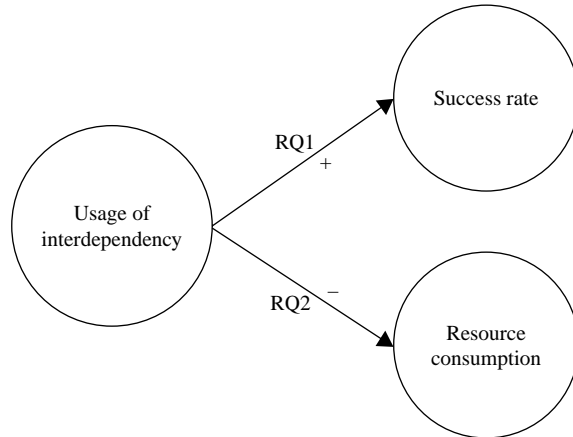 Success rate
RQ1
+
Usage of
interdependency
−
RQ2
Resource
consumption